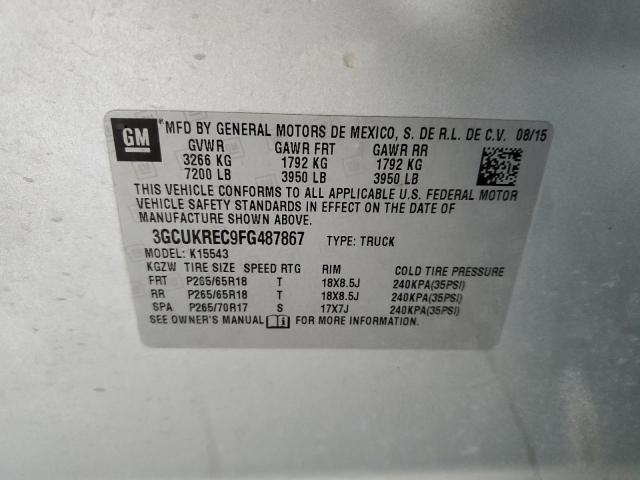 GM
MFD BY GENERAL MOTORS DE MEXICO, S. DE R.L. DE C.V. 08/15
GVWR GAWR FRT GAWR RR
3266 KG 1792 KG 1792 KG
7200 LB 3950 LB 3950 LB
THIS VEHICLE CONFORMS TO ALL APPLICABLE U.S. FEDERAL MOTOR
VEHICLE SAFETY STANDARDS IN EFFECT ON THE DATE OF
MANUFACTURE SHOWN ABOVE.
3GCUKREC9FG487867 TYPE: TRUCK
MODEL: K15543
KGZW TIRE SIZE SPEED RTG RIM COLD TIRE PRESSURE
FRT P265/65R18 T 18X8.5J 240KPA(35PSI)
RR P265/65R18 T 18X8.5J 240KPA(35PSI)
SPA P265/70R17 S 17X7J 240KPA(35PSI)
SEE OWNER'S MANUAL FOR MORE INFORMATION.